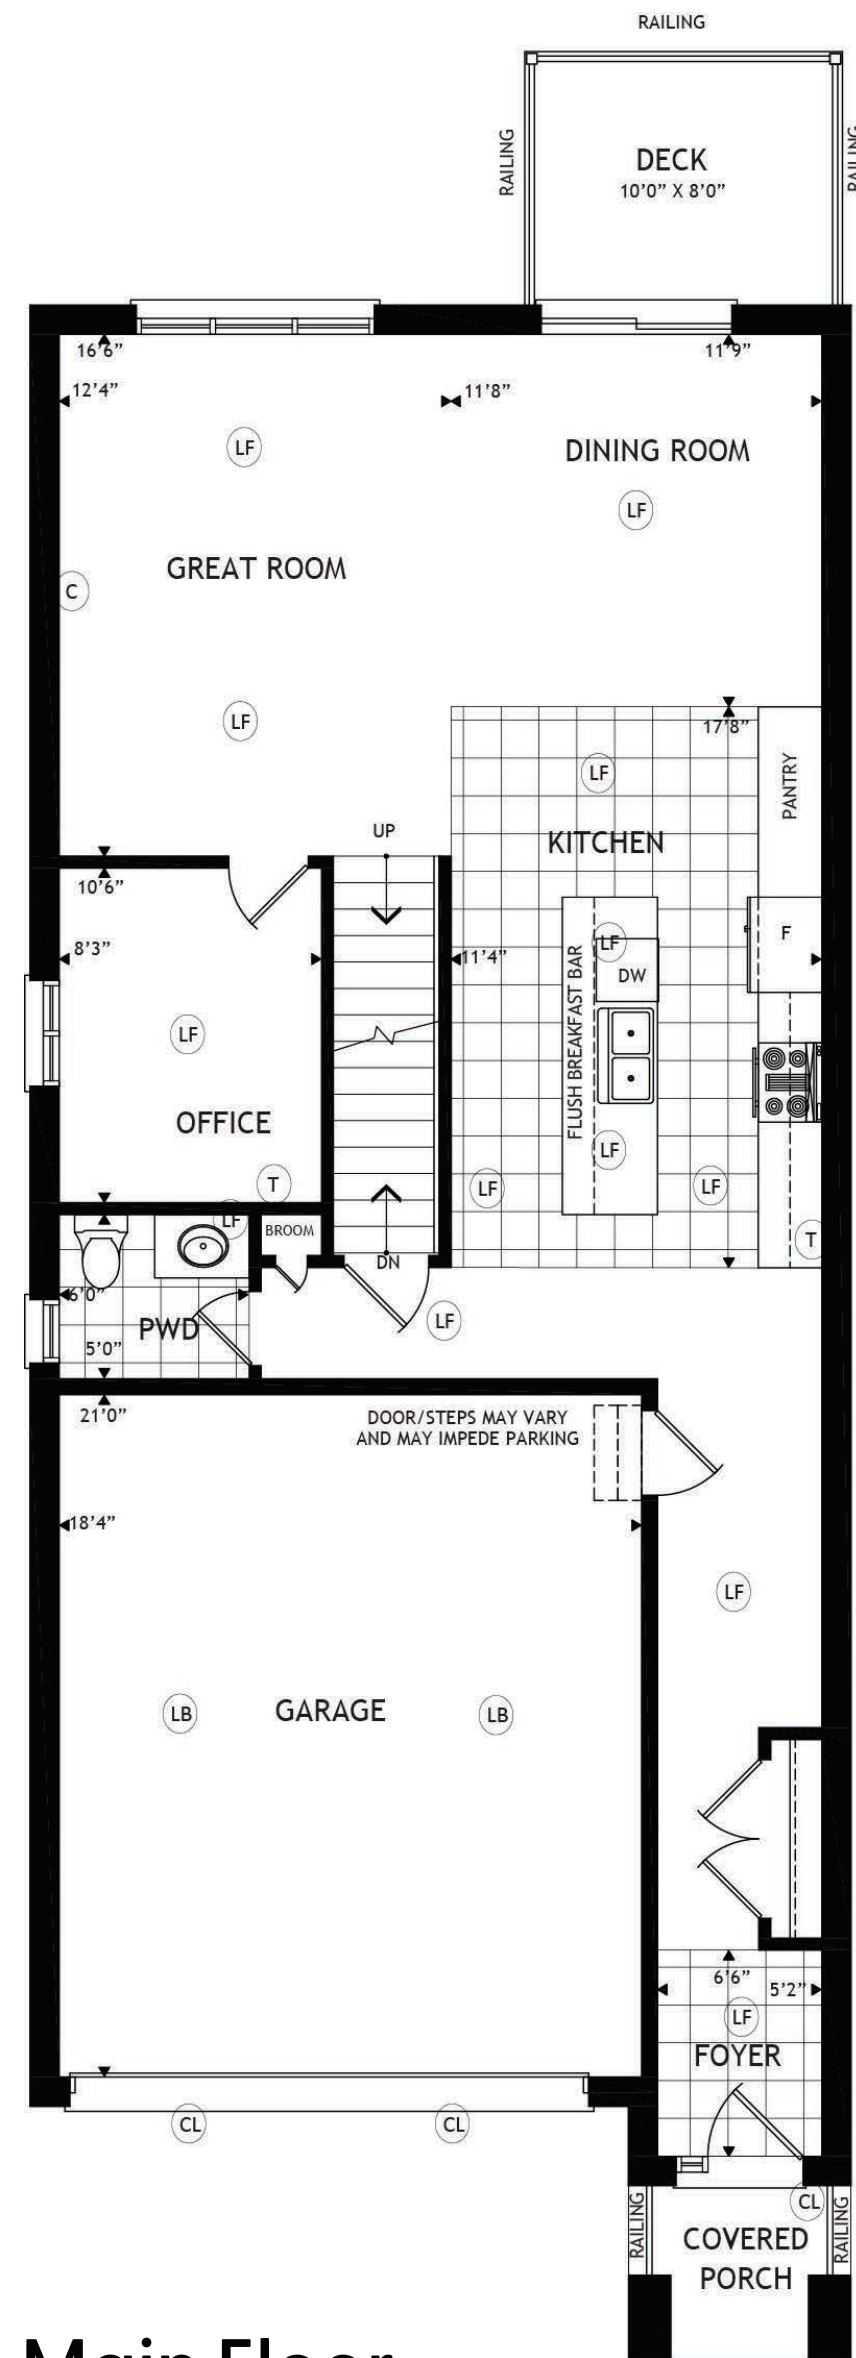 RAILING
RAILING
DECK
10’0” X 8’0”
RAILING
16’6”
11’9”
12’4”
11’8”
LF
DINING ROOM
LF
GREAT ROOM
C
LF
17’8”
LF
PANTRY
UP
KITCHEN
10’6”
8’3”
11’4”
LF
F
DW
LF
FLUSH BREAKFAST BAR
OFFICE
LF
T
LF
LF
LF
BROOM
T
DN
6’0”
PWD
LF
5’0”
21’0”
DOOR/STEPS MAY VARY
AND MAY IMPEDE PARKING
18’4”
LF
LB
GARAGE
LB
6’6”
5’2”
LF
FOYER
CL
CL
CL
RAILING
COVERED
PORCH
RAILING
Main Floor